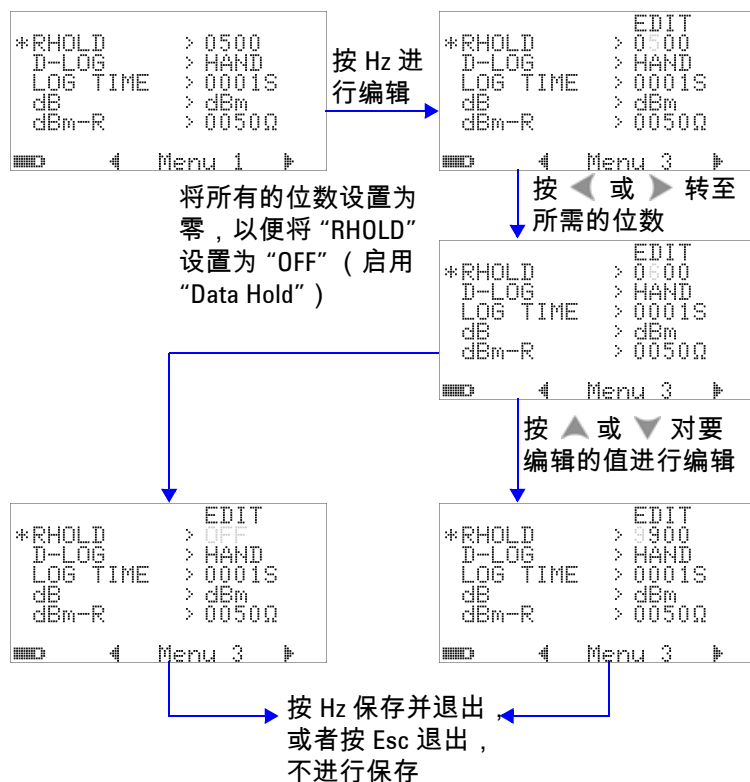 *RHOLD > 0500
D-LOG > HAND
LOG TIME > 0001S
dB > dBm
dBm-R > 0050Ω
Menu 1
按 Hz 进
行编辑
EDIT
*RHOLD > 0500
D-LOG > HAND
LOG TIME > 0001S
dB > dBm
dBm-R > 0050Ω
Menu 3
按 ◀ 或 ▶ 转至
所需的位数
将所有的位数设置为
零，以便将 “RHOLD”
设置为 “OFF” （启用
“Data Hold”）
EDIT
*RHOLD > 0600
D-LOG > HAND
LOG TIME > 0001S
dB > dBm
dBm-R > 0050Ω
Menu 3
按 ▲ 或 ▼ 对要
编辑的值进行编辑
EDIT
*RHOLD > OFF
D-LOG > HAND
LOG TIME > 0001S
dB > dBm
dBm-R > 0050Ω
Menu 3
EDIT
*RHOLD > 9900
D-LOG > HAND
LOG TIME > 0001S
dB > dBm
dBm-R > 0050Ω
Menu 3
按 Hz 保存并退出，
或者按 Esc 退出，
不进行保存